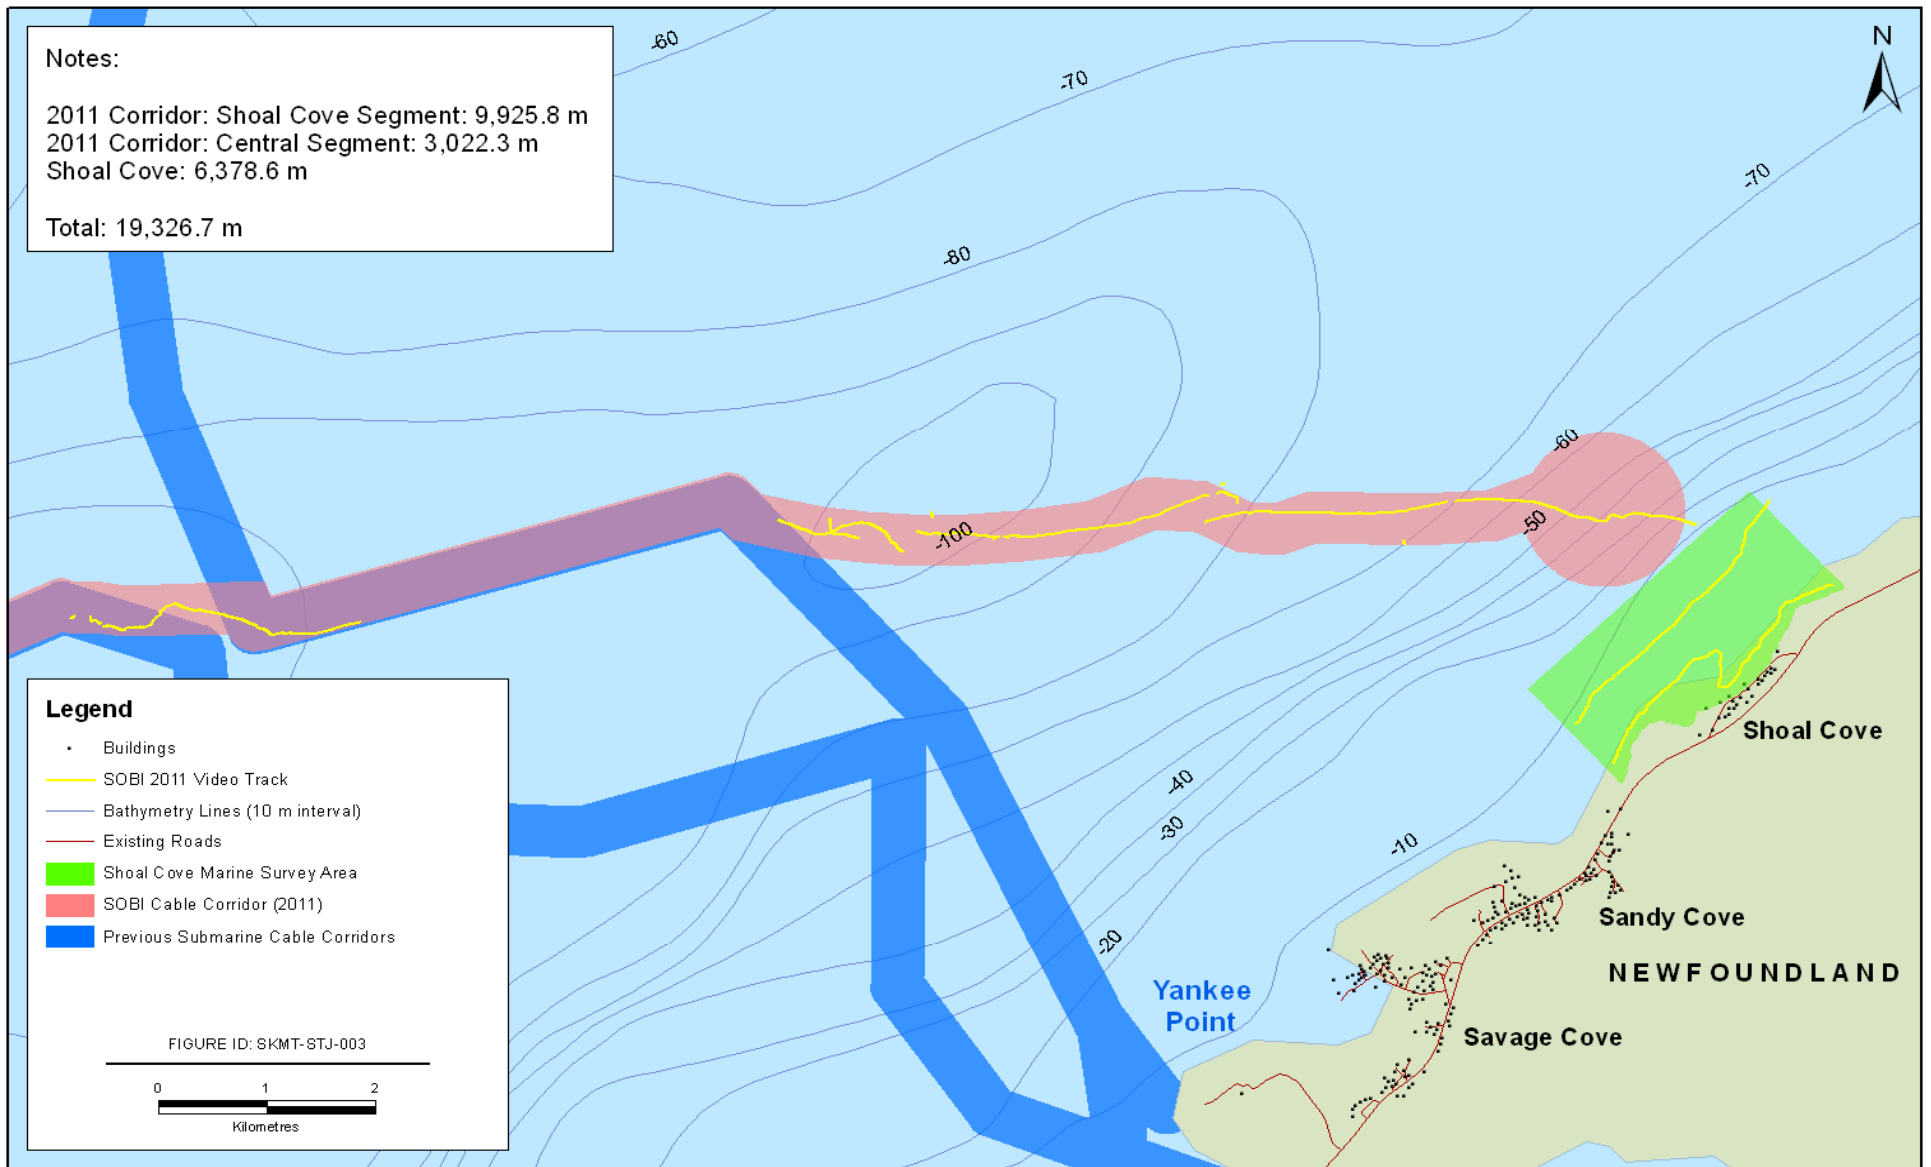 Notes:
2011 Corridor: Shoal Cove Segment: 9,925.8 m
2011 Corridor: Central Segment: 3,022.3 m
Shoal Cove: 6,378.6 m
Total: 19,326.7 m
N
-60
-70
-70
-80
-60
-50
-100
Shoal Cove
-40
-30
-10
-20
Sandy Cove
NEWFOUNDLAND
Yankee
Point
Savage Cove
Legend
Buildings
SOBI 2011 Video Track
Bathymetry Lines (10 m interval)
Existing Roads
Shoal Cove Marine Survey Area
SOBI Cable Corridor (2011)
Previous Submarine Cable Corridors
FIGURE ID: SKMT-STJ-003
0 1 2
Kilometres